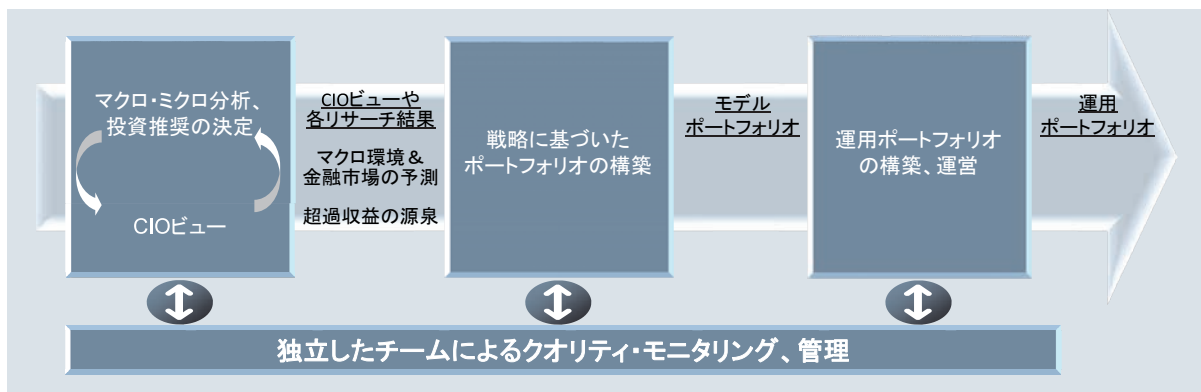 マクロ・ミクロ分析、
投資推奨の決定
CIOビュー
CIOビューや
各リサーチ結果
マクロ環境＆
金融市場の予測
超過収益の源泉
戦略に基づいた
ポートフォリオの構築
モデル
ポートフォリオ
運用ポートフォリオ
の構築、運営
運用
ポートフォリオ
独立したチームによるクオリティ・モニタリング、管理